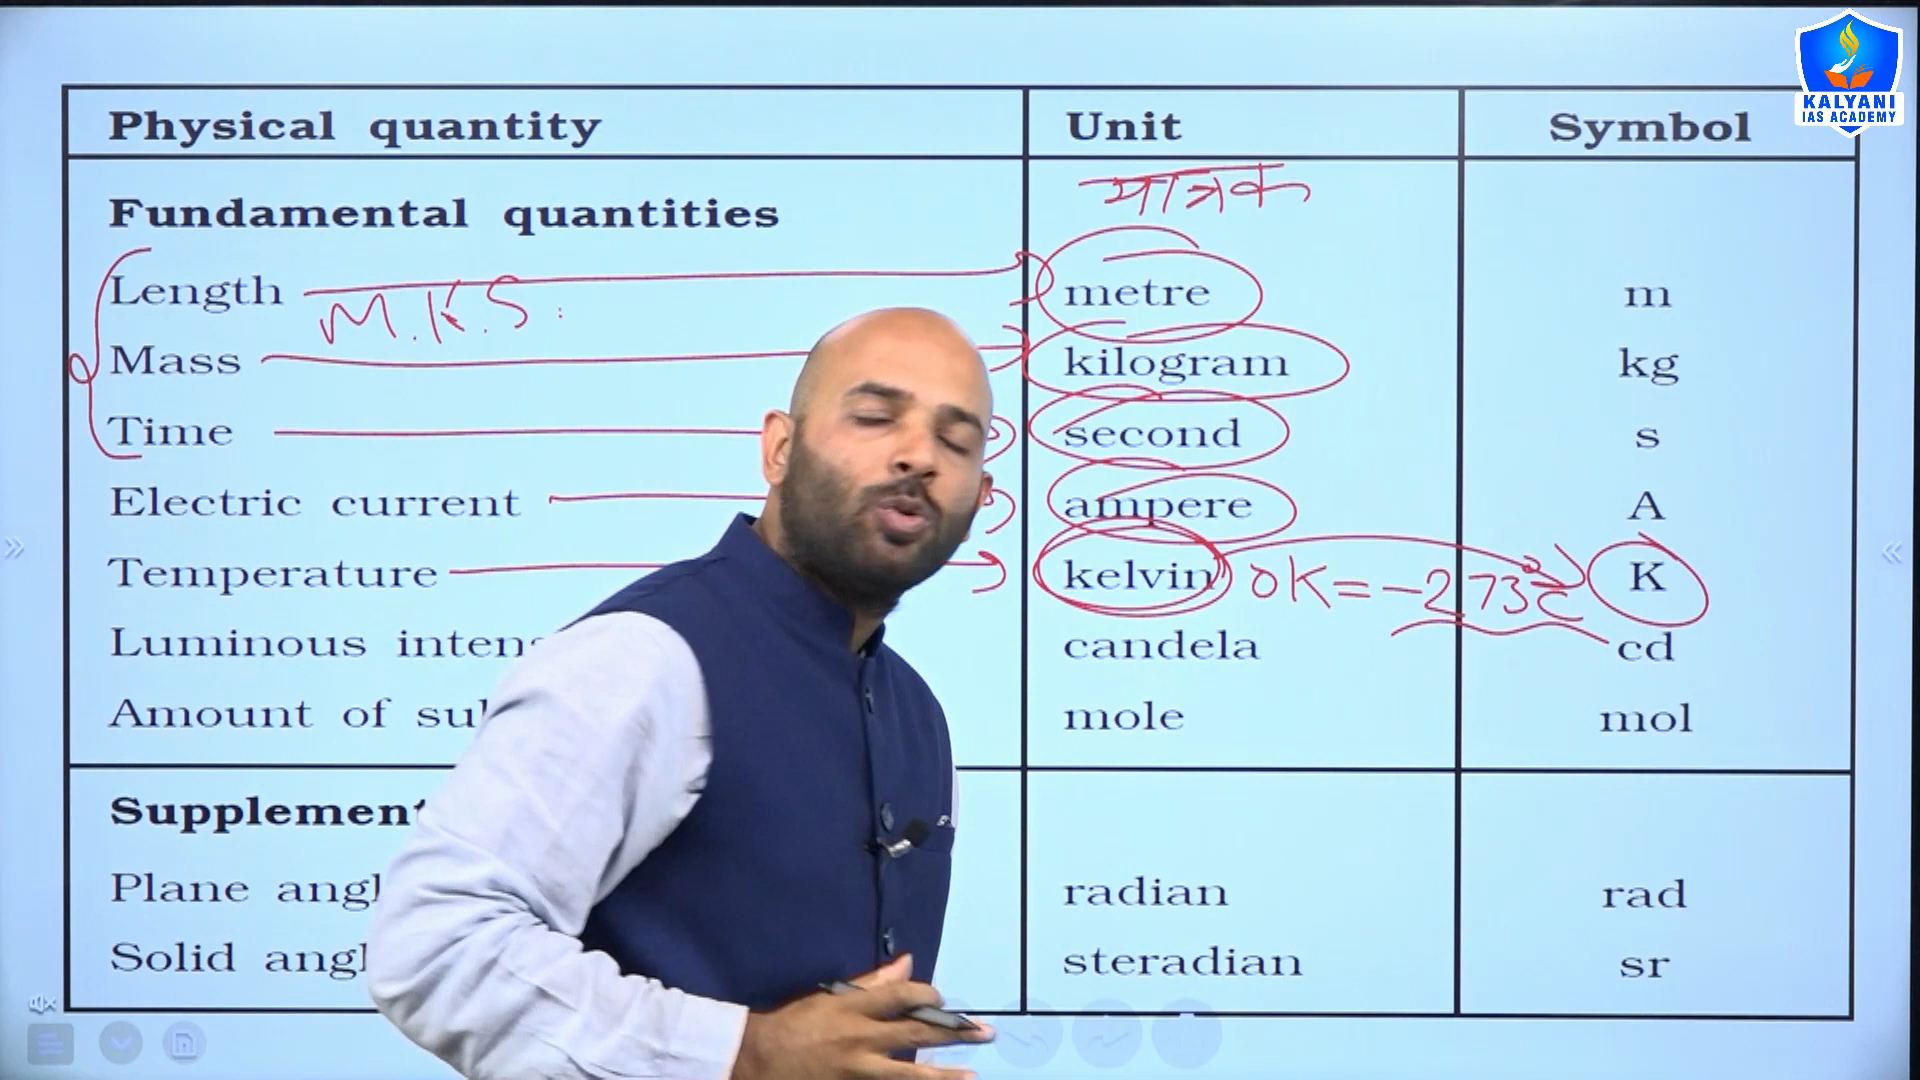 KALYANI
IAS ACADEMY
Physical quantity Unit Symbol
मात्रक
Fundamental quantities
Length metre m
M.K.S.
Mass kilogram kg
Time second s
Electric current ampere A
Temperature kelvin 0K = -273°C K
Luminous intens candela cd
Amount of sul mole mol
Supplement
Plane angl radian rad
Solid angl steradian sr